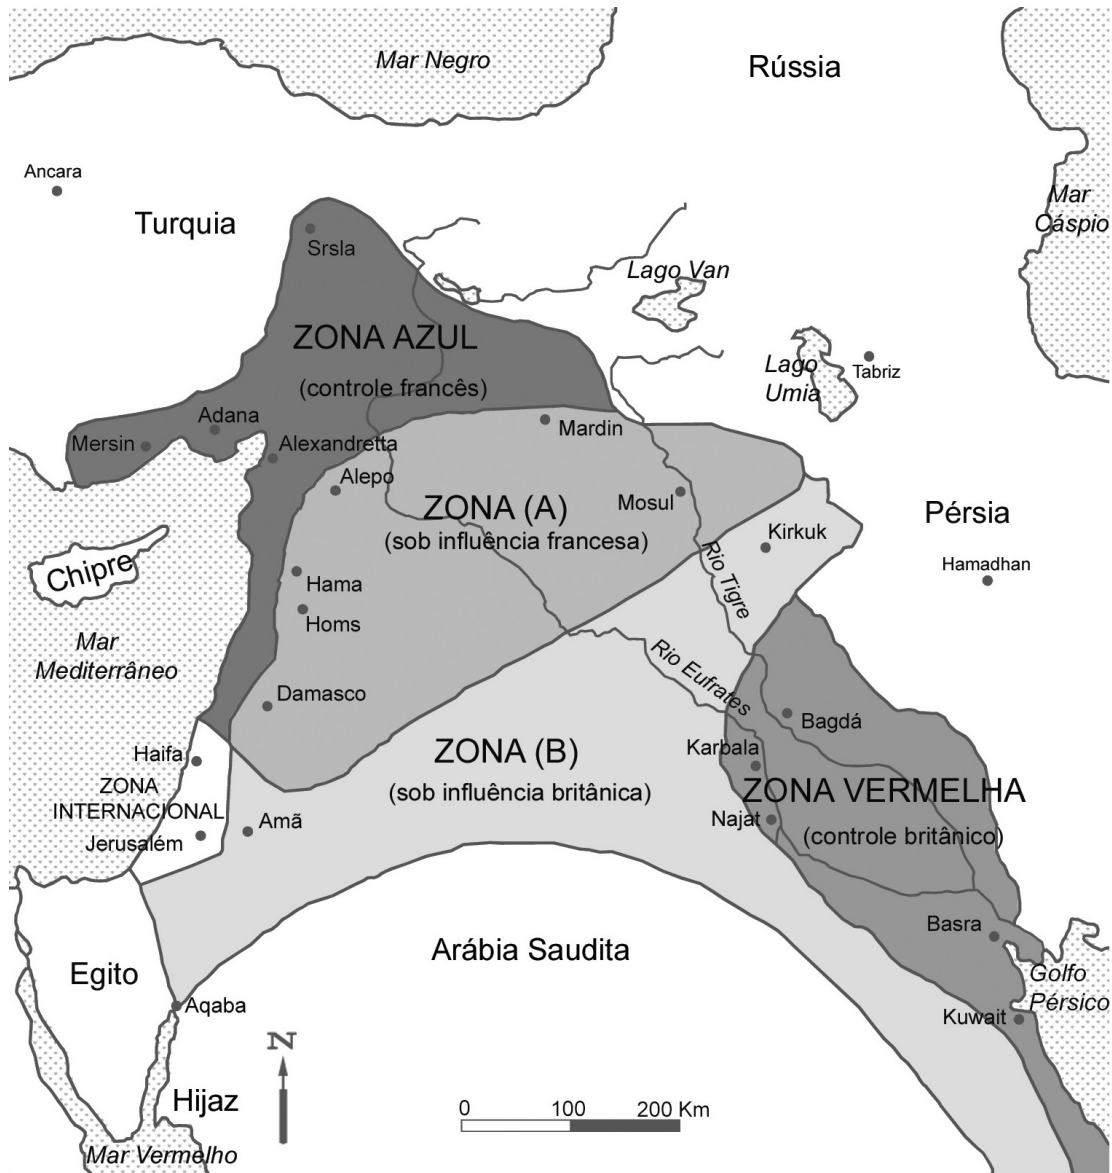 Mar Negro
Rússia
Ancara
Mar
Cáspio
Turquia
Srsla
Lago Van
ZONA AZUL
(controle francês)
Lago
Umia
Tabriz
Adana
Mersin
Alexandretta
Mardin
Alepo
Mosul
ZONA (A)
(sob influência francesa)
Pérsia
Kirkuk
Rio Tigre
Hamadhan
Chipre
Hama
Homs
Mar
Mediterrâneo
Rio Eufrates
Damasco
Bagdá
Haifa
Karbala
ZONA (B)
(sob influência britânica)
ZONA
INTERNACIONAL
ZONA VERMELHA
(controle britânico)
Amã
Najat
Jerusalém
Basra
Arábia Saudita
Egito
Golfo
Pérsico
Aqaba
Kuwait
N
Hijaz
0 100 200 Km
Mar Vermelho